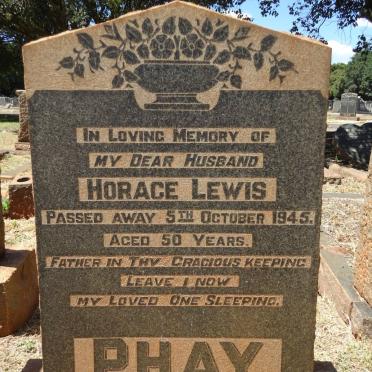 IN LOVING MEMORY OF
MY DEAR HUSBAND
HORACE LEWIS
PASSED AWAY 5TH OCTOBER 1945.
AGED 50 YEARS.
FATHER IN THY GRACIOUS KEEPING
LEAVE I NOW
MY LOVED ONE SLEEPING.
PHAY